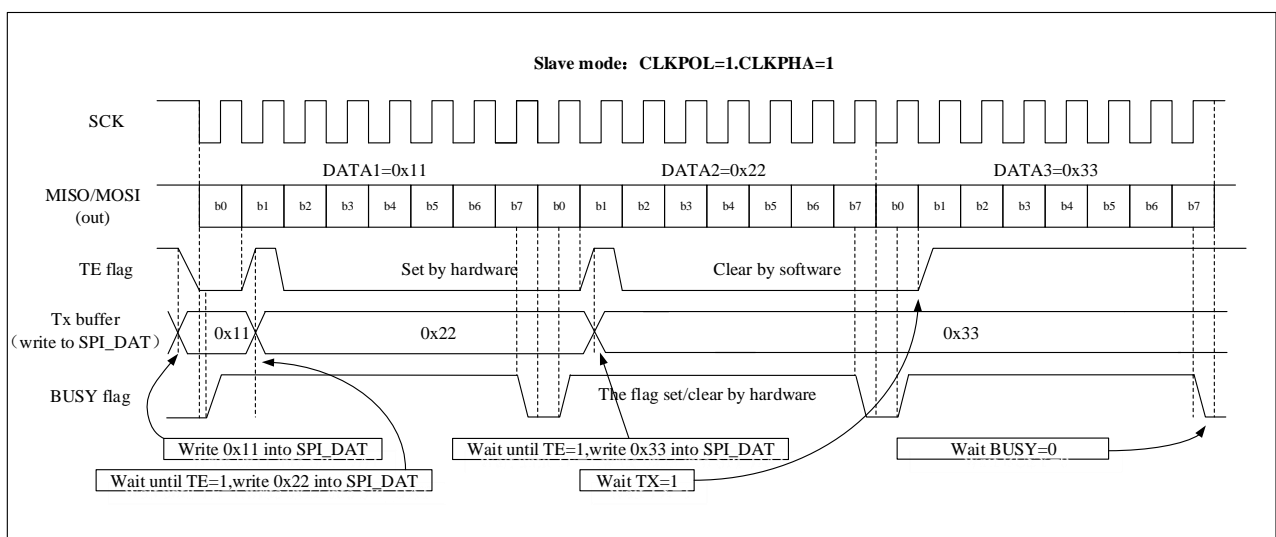 Slave mode：CLKPOL=1.CLKPHA=1
SCK
DATA1=0x11 DATA2=0x22 DATA3=0x33
MISO/MOSI
(out)
b0 b1 b2 b3 b4 b5 b6 b7 b0 b1 b2 b3 b4 b5 b6 b7 b0 b1 b2 b3 b4 b5 b6 b7
TE flag
Set by hardware
Clear by software
Tx buffer
（write to SPI_DAT）
0x11
0x22
0x33
BUSY flag
The flag set/clear by hardware
Write 0x11 into SPI_DAT
Wait until TE=1,write 0x33 into SPI_DAT
Wait BUSY=0
Wait until TE=1,write 0x22 into SPI_DAT
Wait TX=1